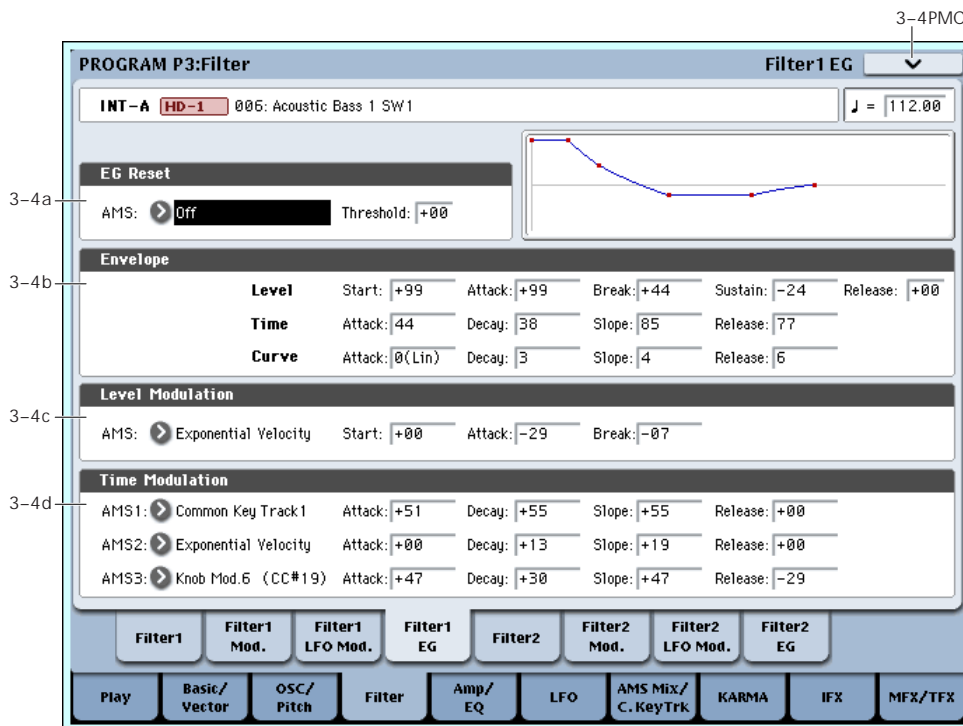 3–4PMC
PROGRAM P3:Filter Filter1 EG
INT-A HD-1 006: Acoustic Bass 1 SW1 ♩ = 112.00
EG Reset
3–4a
AMS: Off Threshold: +00
Envelope
3–4b
Level Start: +99 Attack: +99 Break: +44 Sustain: -24 Release: +00
Time Attack: 44 Decay: 38 Slope: 85 Release: 77
Curve Attack: 0(Lin) Decay: 3 Slope: 4 Release: 6
Level Modulation
3–4c
AMS: Exponential Velocity Start: +00 Attack: -29 Break: -07
Time Modulation
3–4d
AMS1: Common Key Track1 Attack: +51 Decay: +55 Slope: +55 Release: +00
AMS2: Exponential Velocity Attack: +00 Decay: +13 Slope: +19 Release: +00
AMS3: Knob Mod.6 (CC#19) Attack: +47 Decay: +30 Slope: +47 Release: -29
Filter1 Filter1 Mod. Filter1 LFO Mod. Filter1 EG Filter2 Filter2 Mod. Filter2 LFO Mod. Filter2 EG
Play Basic/ Vector OSC/ Pitch Filter Amp/ EQ LFO AMS Mix/ C.KeyTrk KARMA IFX MFX/TFX